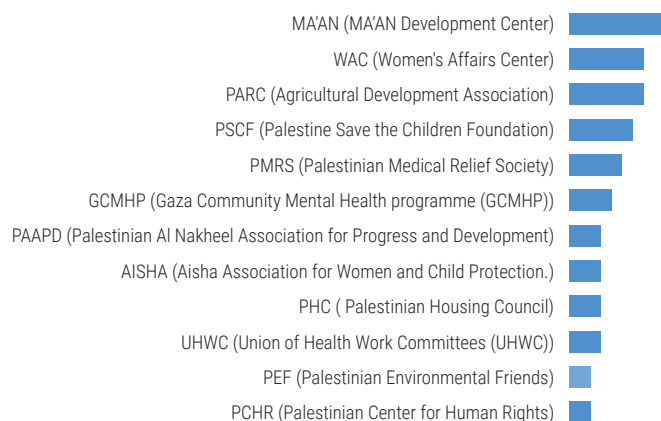 MA'AN (MA'AN Development Center)
WAC (Women's Affairs Center)
PARC (Agricultural Development Association)
PSCF (Palestine Save the Children Foundation)
PMRS (Palestinian Medical Relief Society)
GCMHP (Gaza Community Mental Health programme (GCMHP))
PAAPD (Palestinian Al Nakheel Association for Progress and Development)
AISHA (Aisha Association for Women and Child Protection.)
PHC ( Palestinian Housing Council)
UHWC (Union of Health Work Committees (UHWC))
PEF (Palestinian Environmental Friends)
PCHR (Palestinian Center for Human Rights)